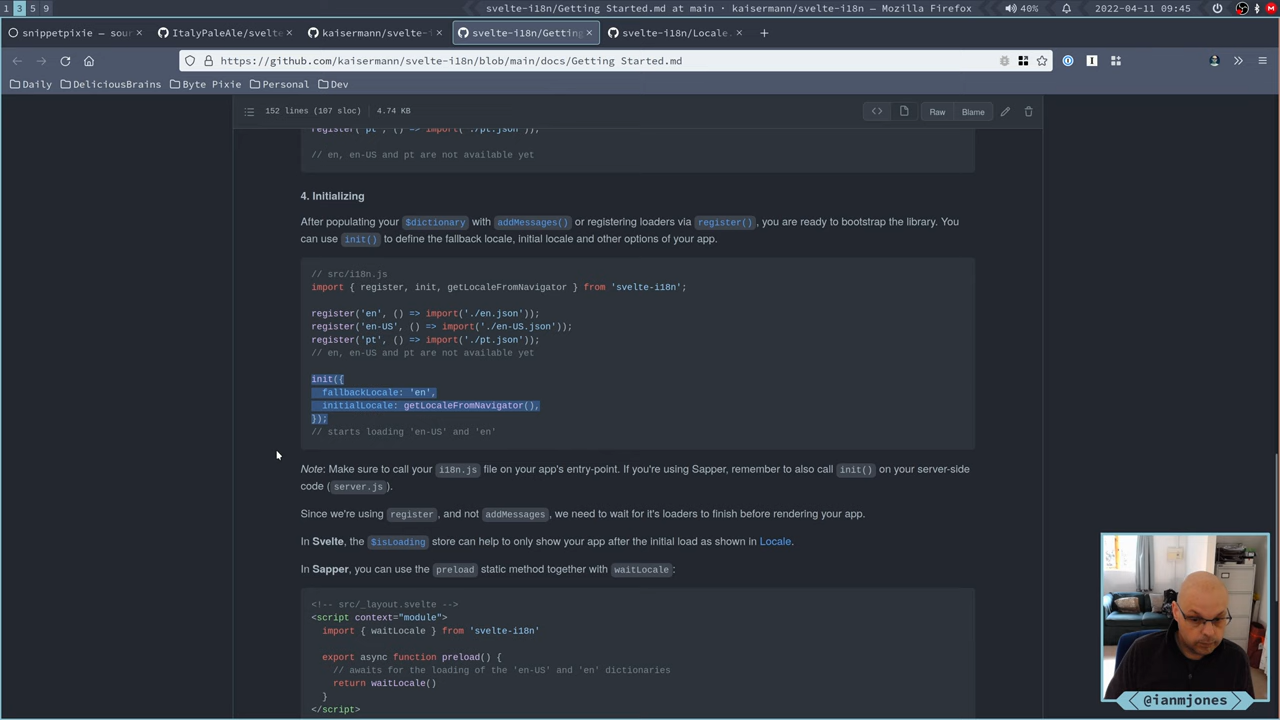 1 3 5 9
svelte-i18n/Getting Started.md at main · kaisermann/svelte-i18n — Mozilla Firefox
40%
2022-04-11 09:45
snippetpixie — sour
ItalyPaleAle/svelte
kaisermann/svelte-i
svelte-i18n/Getting
svelte-i18n/Locale.
https://github.com/kaisermann/svelte-i18n/blob/main/docs/Getting Started.md
Daily
DeliciousBrains
Byte Pixie
Personal
Dev
152 lines (107 sloc)
4.74 KB
Raw
Blame
register('pt', () => import('./pt.json'));
// en, en-US and pt are not available yet
4. Initializing
After populating your $dictionary with addMessages() or registering loaders via register(), you are ready to bootstrap the library. You
can use init() to define the fallback locale, initial locale and other options of your app.
// src/i18n.js
import { register, init, getLocaleFromNavigator } from 'svelte-i18n';
register('en', () => import('./en.json'));
register('en-US', () => import('./en-US.json'));
register('pt', () => import('./pt.json'));
// en, en-US and pt are not available yet
init({
fallbackLocale: 'en',
initialLocale: getLocaleFromNavigator(),
});
// starts loading 'en-US' and 'en'
Note: Make sure to call your i18n.js file on your app's entry-point. If you're using Sapper, remember to also call init() on your server-side
code (server.js).
Since we're using register, and not addMessages, we need to wait for it's loaders to finish before rendering your app.
In Svelte, the $isLoading store can help to only show your app after the initial load as shown in Locale.
In Sapper, you can use the preload static method together with waitLocale:
<!-- src/_layout.svelte -->
<script context="module">
import { waitLocale } from 'svelte-i18n'
export async function preload() {
// awaits for the loading of the 'en-US' and 'en' dictionaries
return waitLocale()
}
</script>
@ianmjones